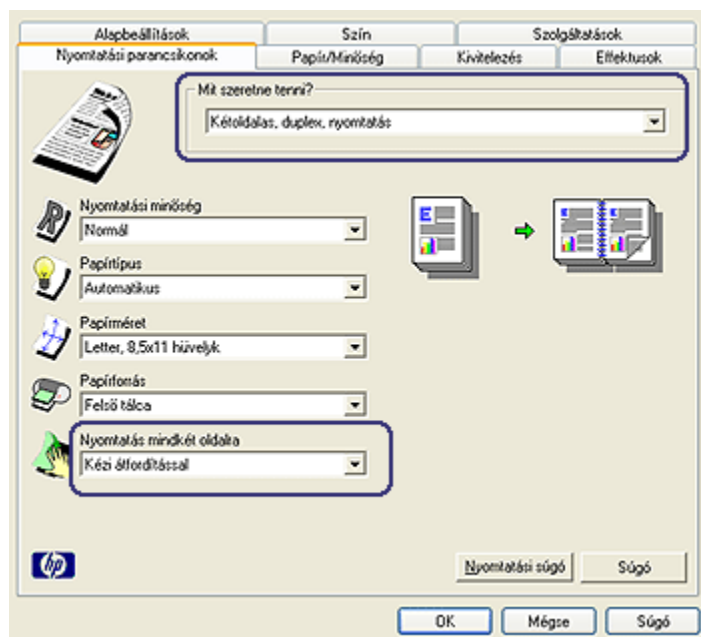 Alapbeállítások Szín Szolgáltatások
Nyomtatási parancsikonok Papír/Minőség Kivitelezés Effektusok
Mit szeretne tenni?
Kétoldalas, duplex, nyomtatás
Nyomtatási minőség
Normál
Papírtípus
Automatikus
Papírméret
Letter, 8,5x11 hüvelyk
Papírforrás
Felső tálca
Nyomtatás mindkét oldalra
Kézi átfordítással
hp
Nyomtatási súgó Súgó
OK Mégse Súgó